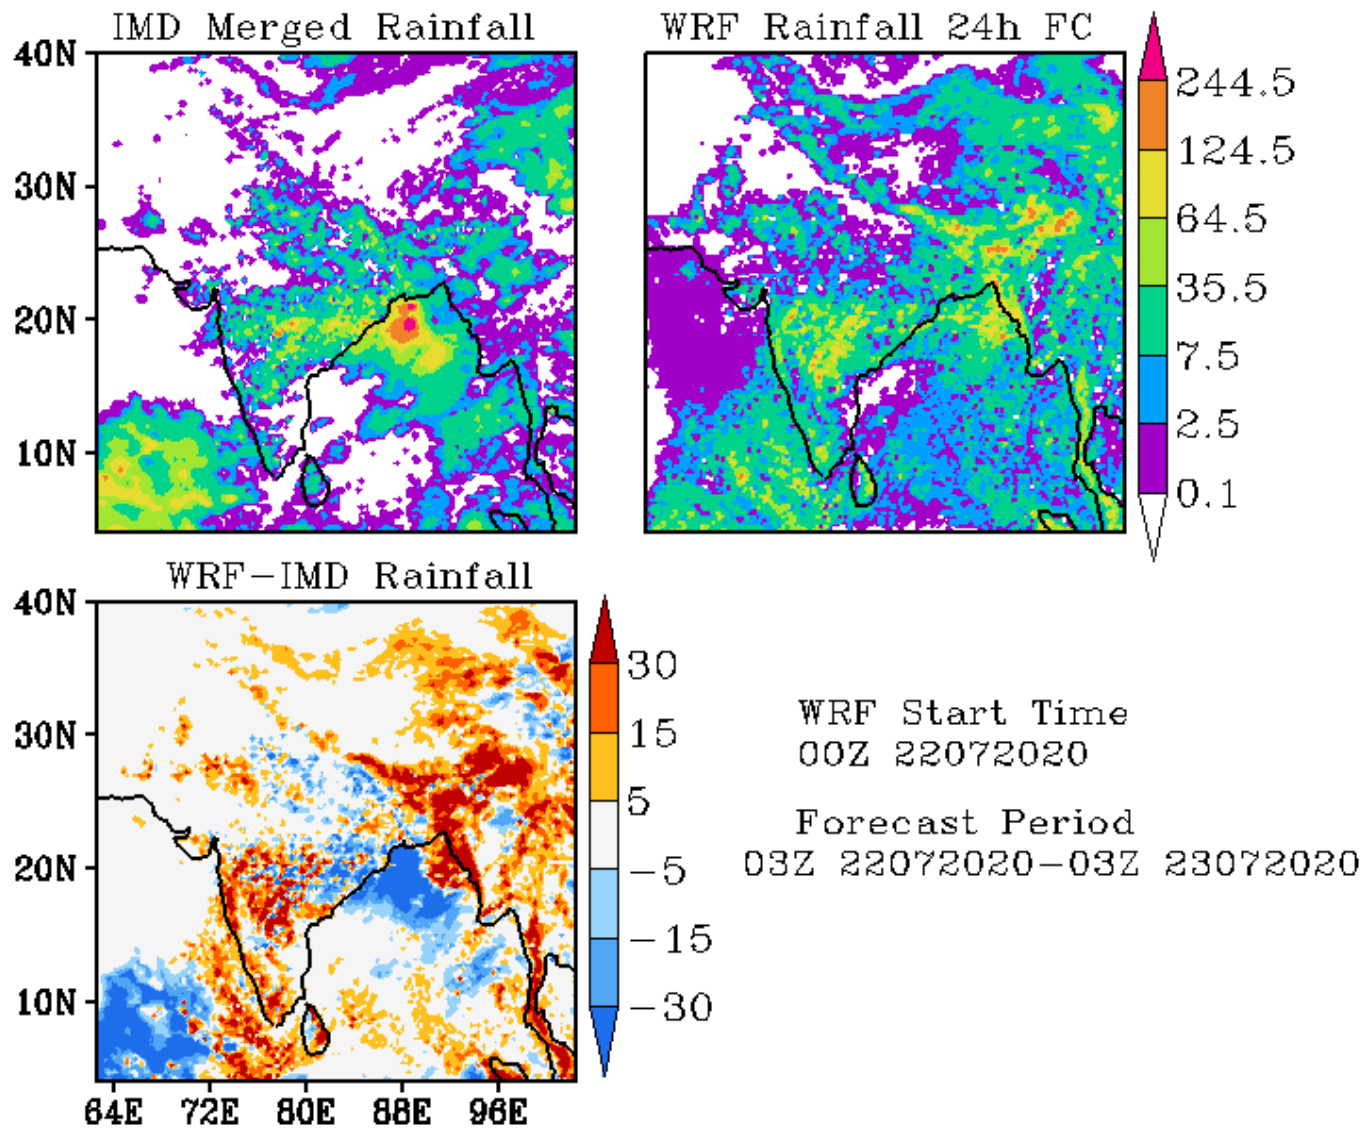 IMD Merged Rainfall
WRF Rainfall 24h FC
40N
30N
20N
10N
244.5
124.5
64.5
35.5
7.5
2.5
0.1
WRF-IMD Rainfall
40N
30N
20N
10N
64E 72E 80E 88E 96E
30
15
5
-5
-15
-30
WRF Start Time
00Z 22072020
Forecast Period
03Z 22072020-03Z 23072020